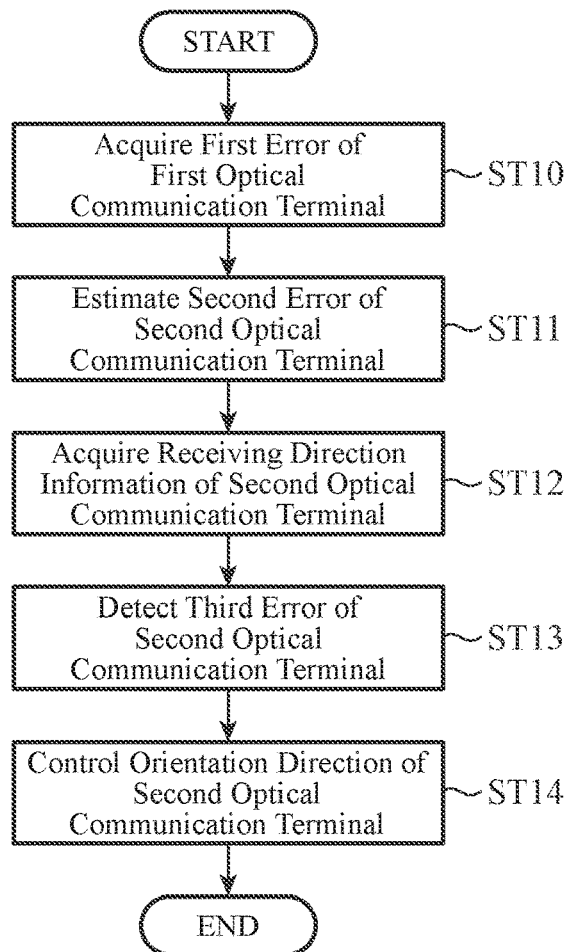 START
Acquire First Error of
First Optical
Communication Terminal
ST10
Estimate Second Error of
Second Optical
Communication Terminal
ST11
Acquire Receiving Direction
Information of Second Optical
Communication Terminal
ST12
Detect Third Error of
Second Optical
Communication Terminal
ST13
Control Orientation Direction of
Second Optical
Communication Terminal
ST14
END